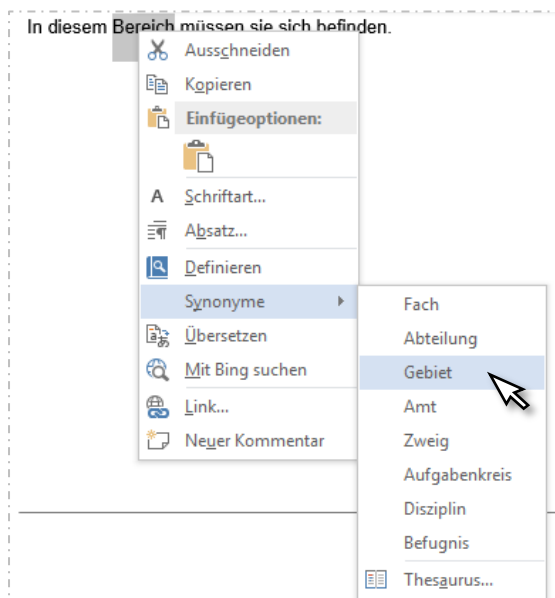 In diesem Bereich müssen sie sich befinden.
Ausschneiden
Kopieren
Einfügeoptionen:
A Schriftart...
Absatz...
Definieren
Synonyme
Übersetzen
Mit Bing suchen
Link...
Neuer Kommentar
Fach
Abteilung
Gebiet
Amt
Zweig
Aufgabenkreis
Disziplin
Befugnis
Thesaurus...